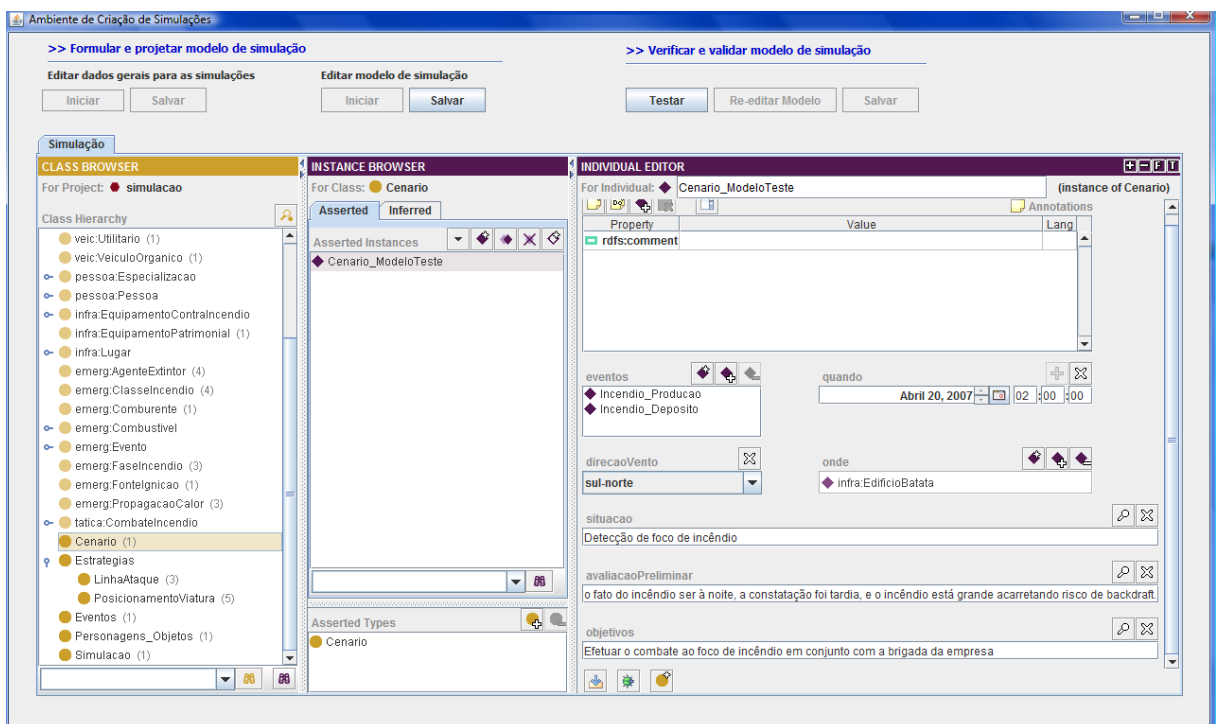 Ambiente de Criação de Simulações
>> Formular e projetar modelo de simulação
>> Verificar e validar modelo de simulação
Editar dados gerais para as simulações
Editar modelo de simulação
Iniciar
Salvar
Iniciar
Salvar
Testar
Re-editar Modelo
Salvar
Simulação
CLASS BROWSER
For Project: simulacao
Class Hierarchy
veic:Utilitario (1)
veic:VeiculoOrganico (1)
pessoa:Especializacao
pessoa:Pessoa
infra:EquipamentoContraIncendio
infra:EquipamentoPatrimonial (1)
infra:Lugar
emerg:AgenteExtintor (4)
emerg:ClasseIncendio (4)
emerg:Comburente (1)
emerg:Combustivel
emerg:Evento
emerg:FaseIncendio (3)
emerg:FonteIgnicao (1)
emerg:PropagacaoCalor (3)
tatica:CombateIncendio
Cenario (1)
Estrategias
LinhaAtaque (3)
PosicionamentoViatura (5)
Eventos (1)
Personagens_Objetos (1)
Simulacao (1)
INSTANCE BROWSER
For Class: Cenario
Asserted
Inferred
Asserted Instances
Cenario_ModeloTeste
Asserted Types
Cenario
INDIVIDUAL EDITOR
For Individual: Cenario_ModeloTeste (instance of Cenario)
Annotations
Property Value Lang
rdfs:comment
eventos
Incendio_Producao
Incendio_Deposito
quando
Abril 20, 2007 02 :00 :00
direcaoVento
sul-norte
onde
infra:EdificioBatata
situacao
Detecção de foco de incêndio
avaliacaoPreliminar
o fato do incêndio ser à noite, a constatação foi tardia, e o incêndio está grande acarretando risco de backdraft.
objetivos
Efetuar o combate ao foco de incêndio em conjunto com a brigada da empresa